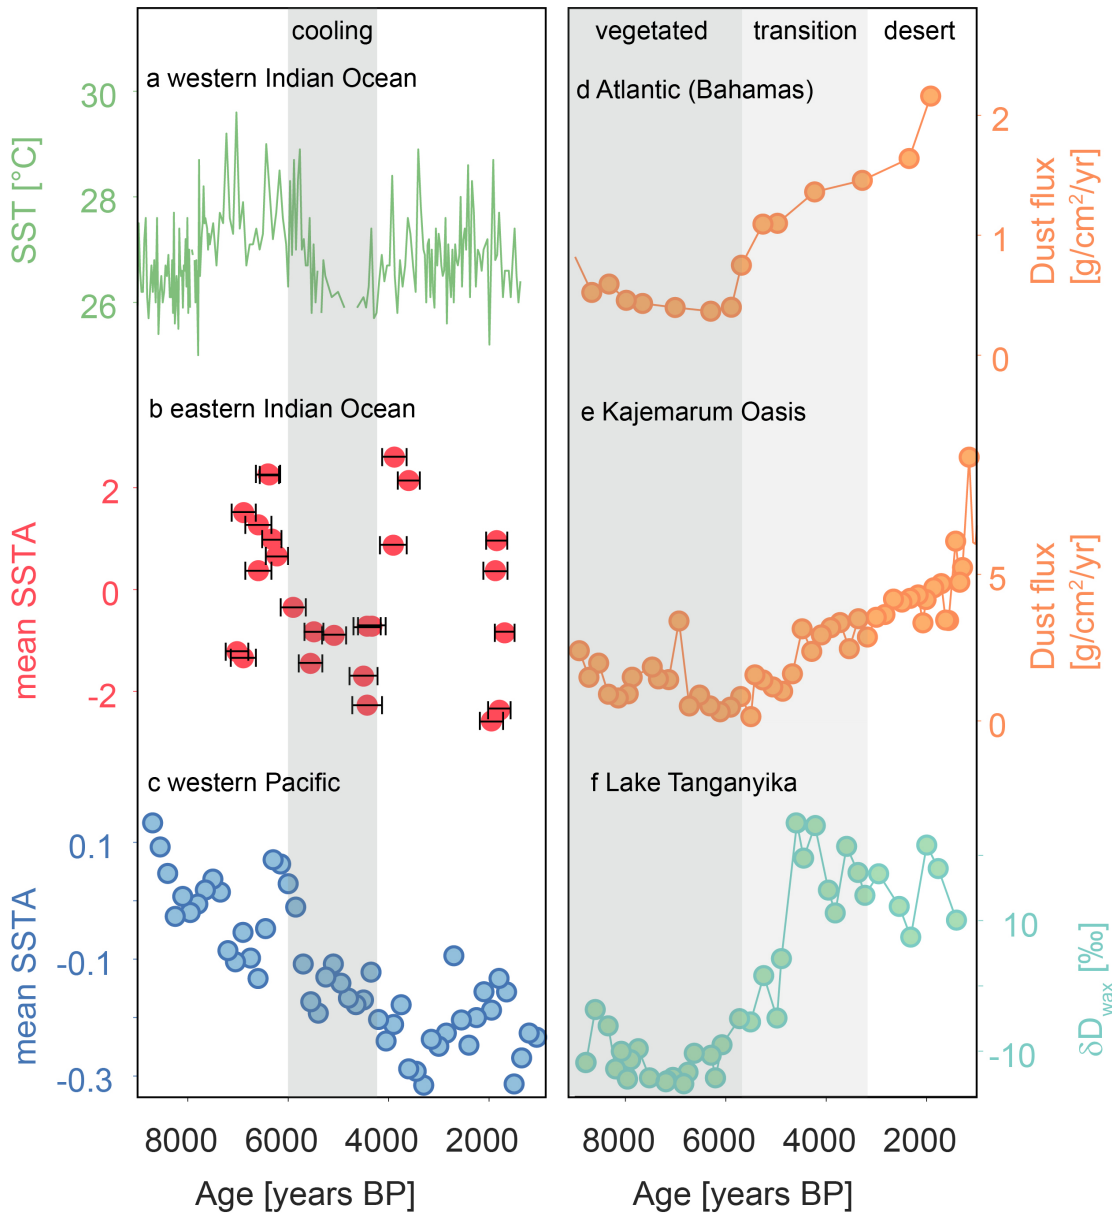 cooling
a western Indian Ocean
30
28
26
SST [°C]
b eastern Indian Ocean
2
0
-2
mean SSTA
c western Pacific
0.1
-0.1
-0.3
mean SSTA
8000 6000 4000 2000
Age [years BP]
vegetated transition desert
d Atlantic (Bahamas)
2
1
0
Dust flux
[g/cm²/yr]
e Kajemarum Oasis
5
0
Dust flux
[g/cm²/yr]
f Lake Tanganyika
10
-10
δD_wax [‰]
8000 6000 4000 2000
Age [years BP]